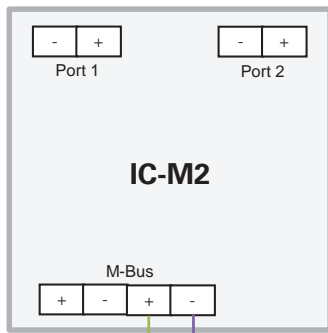 - + - +
Port 1 Port 2
IC-M2
M-Bus
+ - + -